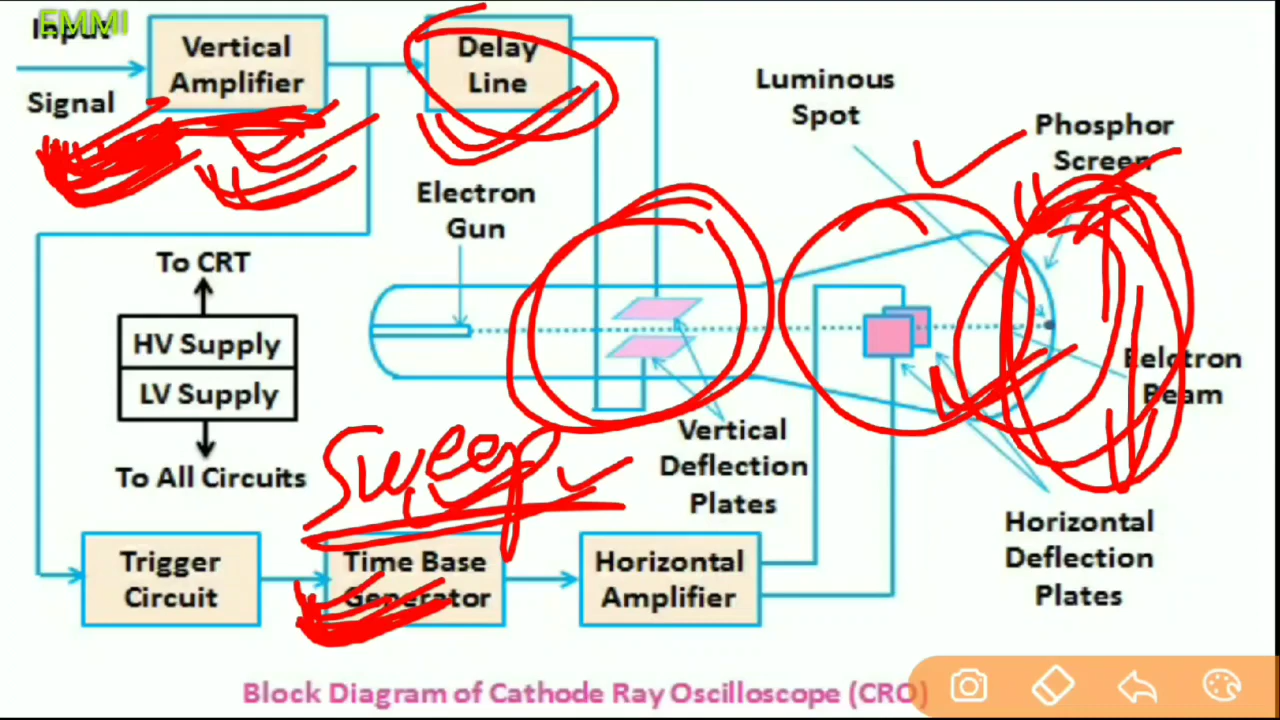 EMMI
Input
Signal
Vertical
Amplifier
Delay
Line
Luminous
Spot
Phosphor
Screen
Electron
Gun
To CRT
HV Supply
LV Supply
To All Circuits
Eelctron
Beam
Vertical
Deflection
Plates
Sweep
Horizontal
Deflection
Plates
Trigger
Circuit
Time Base
Generator
Horizontal
Amplifier
Block Diagram of Cathode Ray Oscilloscope (CRO)